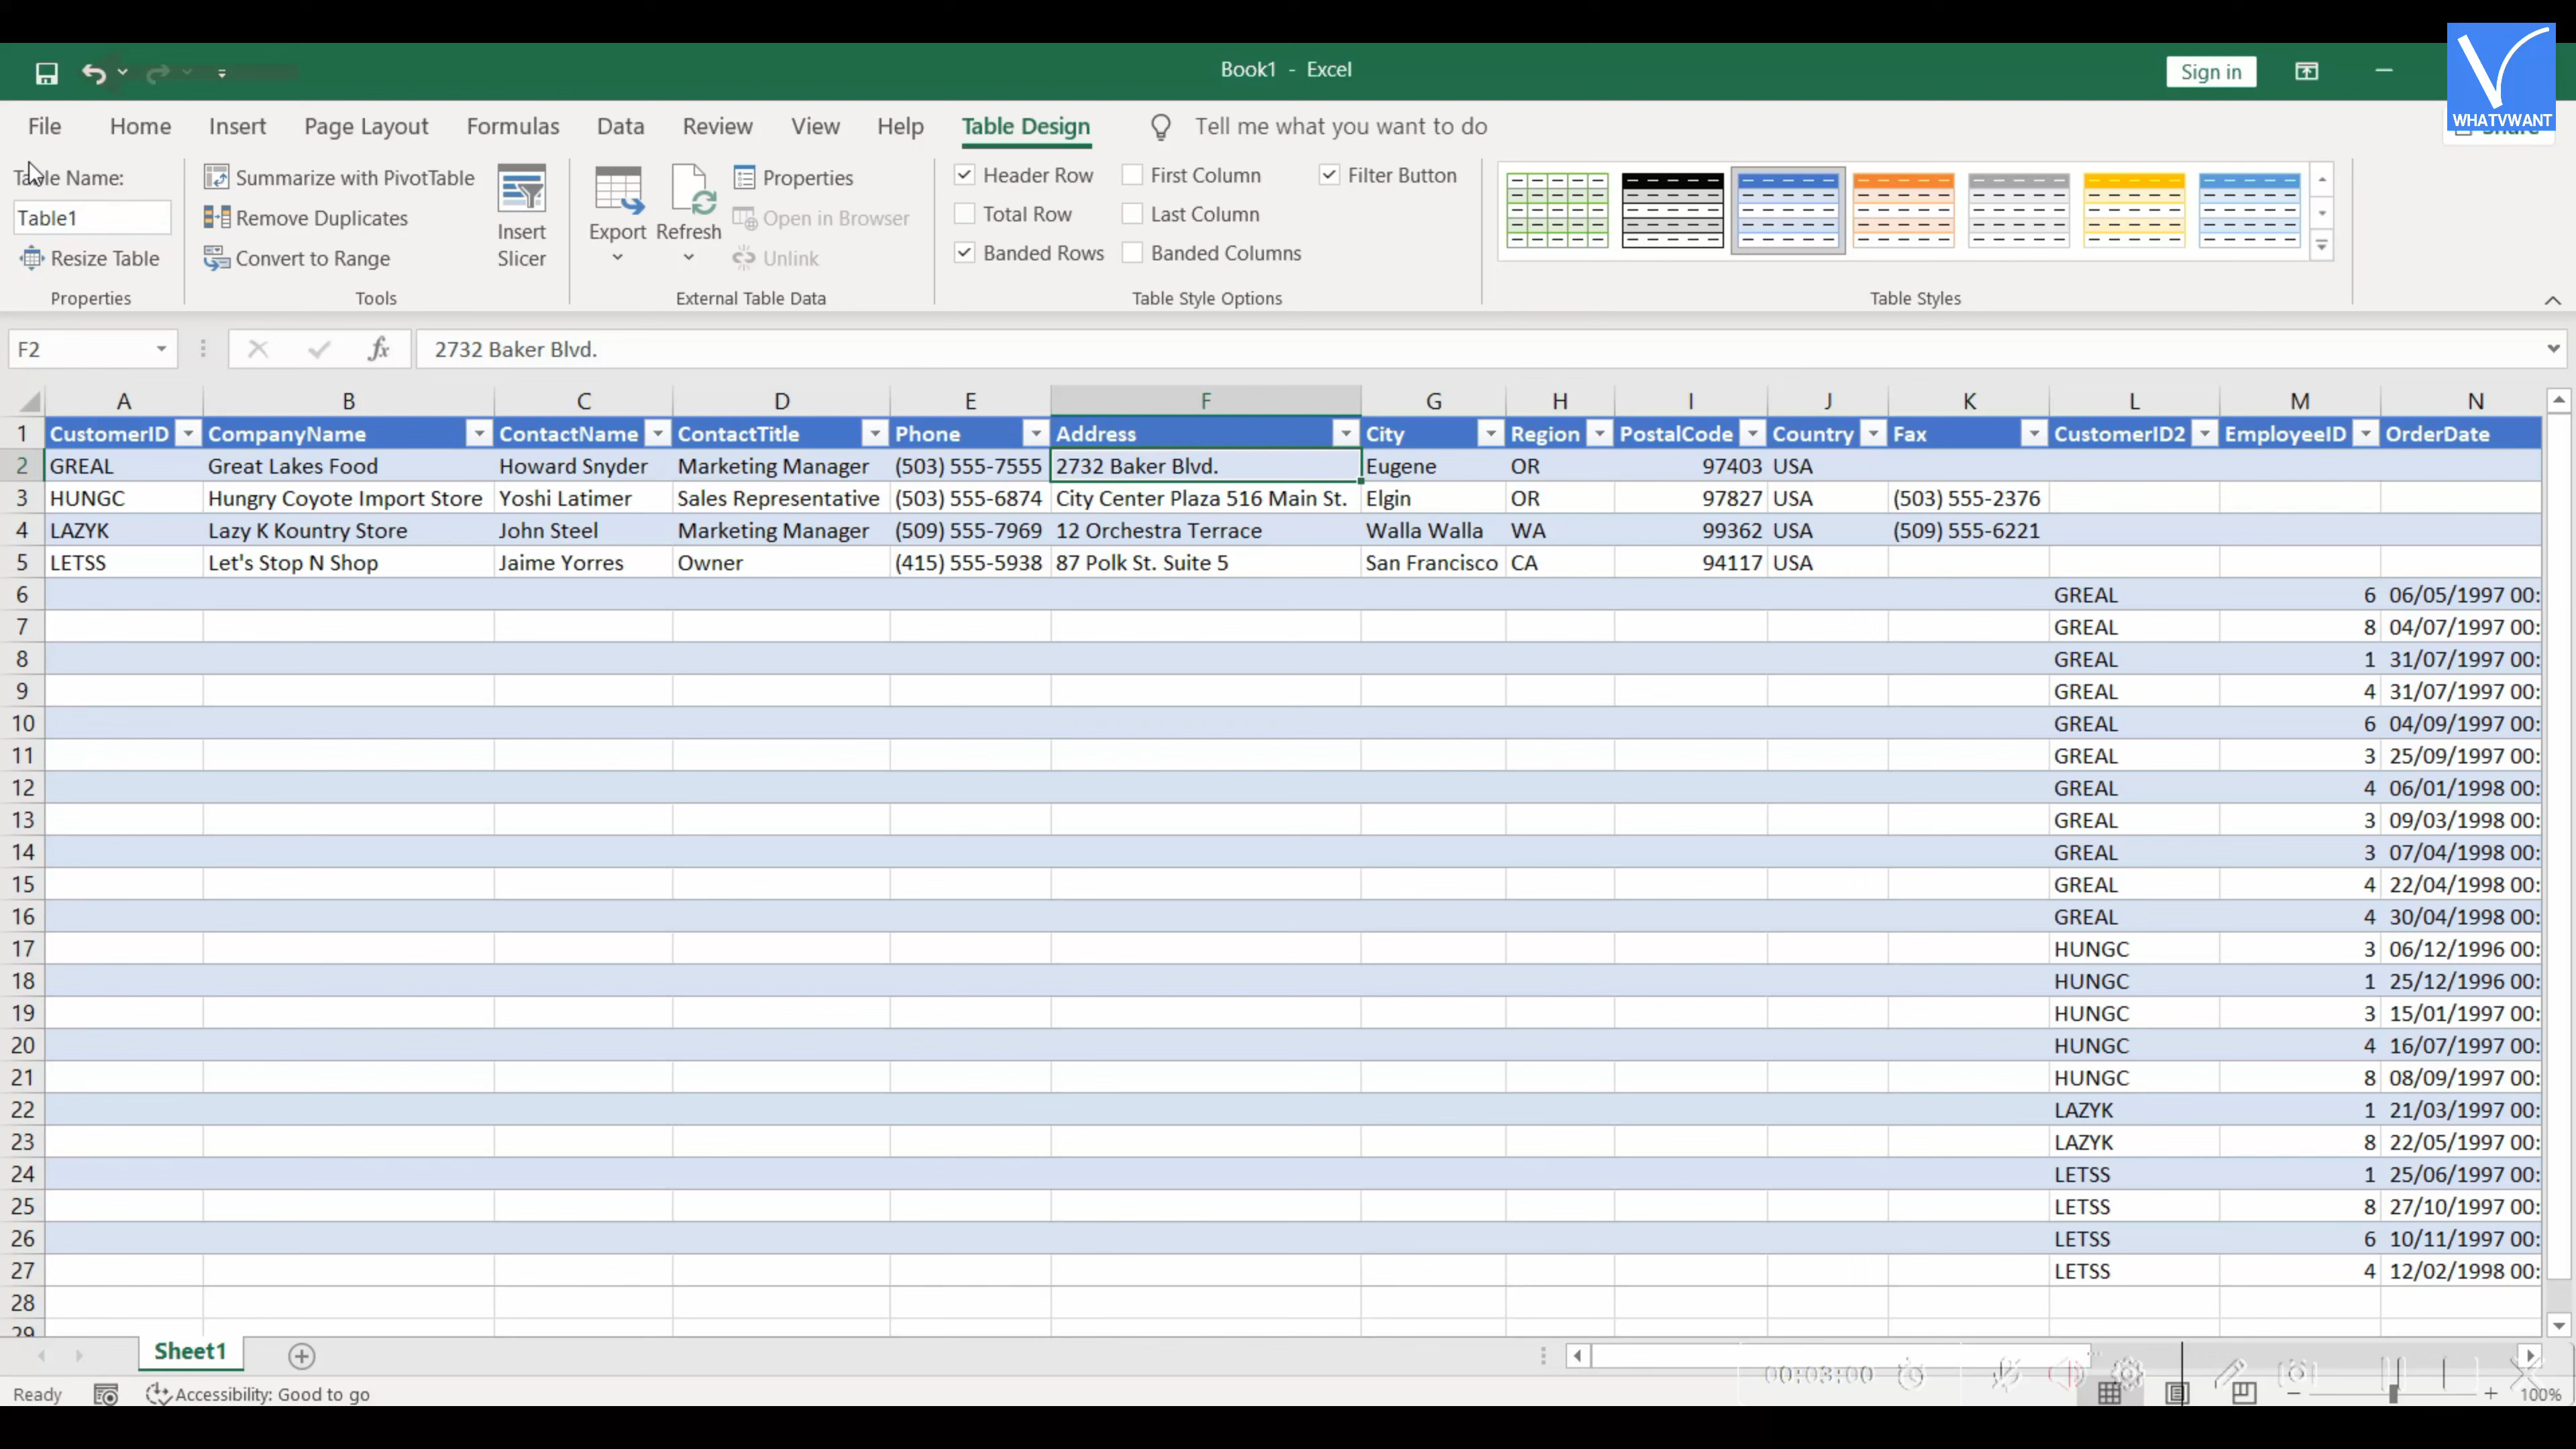 Book1 - Excel
Sign in
WHATVWANT
File Home Insert Page Layout Formulas Data Review View Help Table Design Tell me what you want to do Share
Table Name:
Table1
Resize Table
Properties
Summarize with PivotTable
Remove Duplicates
Convert to Range
Tools
Insert Slicer
Export
Refresh
Properties
Open in Browser
Unlink
External Table Data
Header Row First Column Filter Button
Total Row Last Column
Banded Rows Banded Columns
Table Style Options
Table Styles
F2 fx 2732 Baker Blvd.
A B C D E F G H I J K L M N
1 CustomerID CompanyName ContactName ContactTitle Phone Address City Region PostalCode Country Fax CustomerID2 EmployeeID OrderDate
2 GREAL Great Lakes Food Howard Snyder Marketing Manager (503) 555-7555 2732 Baker Blvd. Eugene OR 97403 USA
3 HUNGC Hungry Coyote Import Store Yoshi Latimer Sales Representative (503) 555-6874 City Center Plaza 516 Main St. Elgin OR 97827 USA (503) 555-2376
4 LAZYK Lazy K Kountry Store John Steel Marketing Manager (509) 555-7969 12 Orchestra Terrace Walla Walla WA 99362 USA (509) 555-6221
5 LETSS Let's Stop N Shop Jaime Yorres Owner (415) 555-5938 87 Polk St. Suite 5 San Francisco CA 94117 USA
6 GREAL 6 06/05/1997 00:
7 GREAL 8 04/07/1997 00:
8 GREAL 1 31/07/1997 00:
9 GREAL 4 31/07/1997 00:
10 GREAL 6 04/09/1997 00:
11 GREAL 3 25/09/1997 00:
12 GREAL 4 06/01/1998 00:
13 GREAL 3 09/03/1998 00:
14 GREAL 3 07/04/1998 00:
15 GREAL 4 22/04/1998 00:
16 GREAL 4 30/04/1998 00:
17 HUNGC 3 06/12/1996 00:
18 HUNGC 1 25/12/1996 00:
19 HUNGC 3 15/01/1997 00:
20 HUNGC 4 16/07/1997 00:
21 HUNGC 8 08/09/1997 00:
22 LAZYK 1 21/03/1997 00:
23 LAZYK 8 22/05/1997 00:
24 LETSS 1 25/06/1997 00:
25 LETSS 8 27/10/1997 00:
26 LETSS 6 10/11/1997 00:
27 LETSS 4 12/02/1998 00:
28
29
Sheet1
00:03:00
Ready Accessibility: Good to go 100%